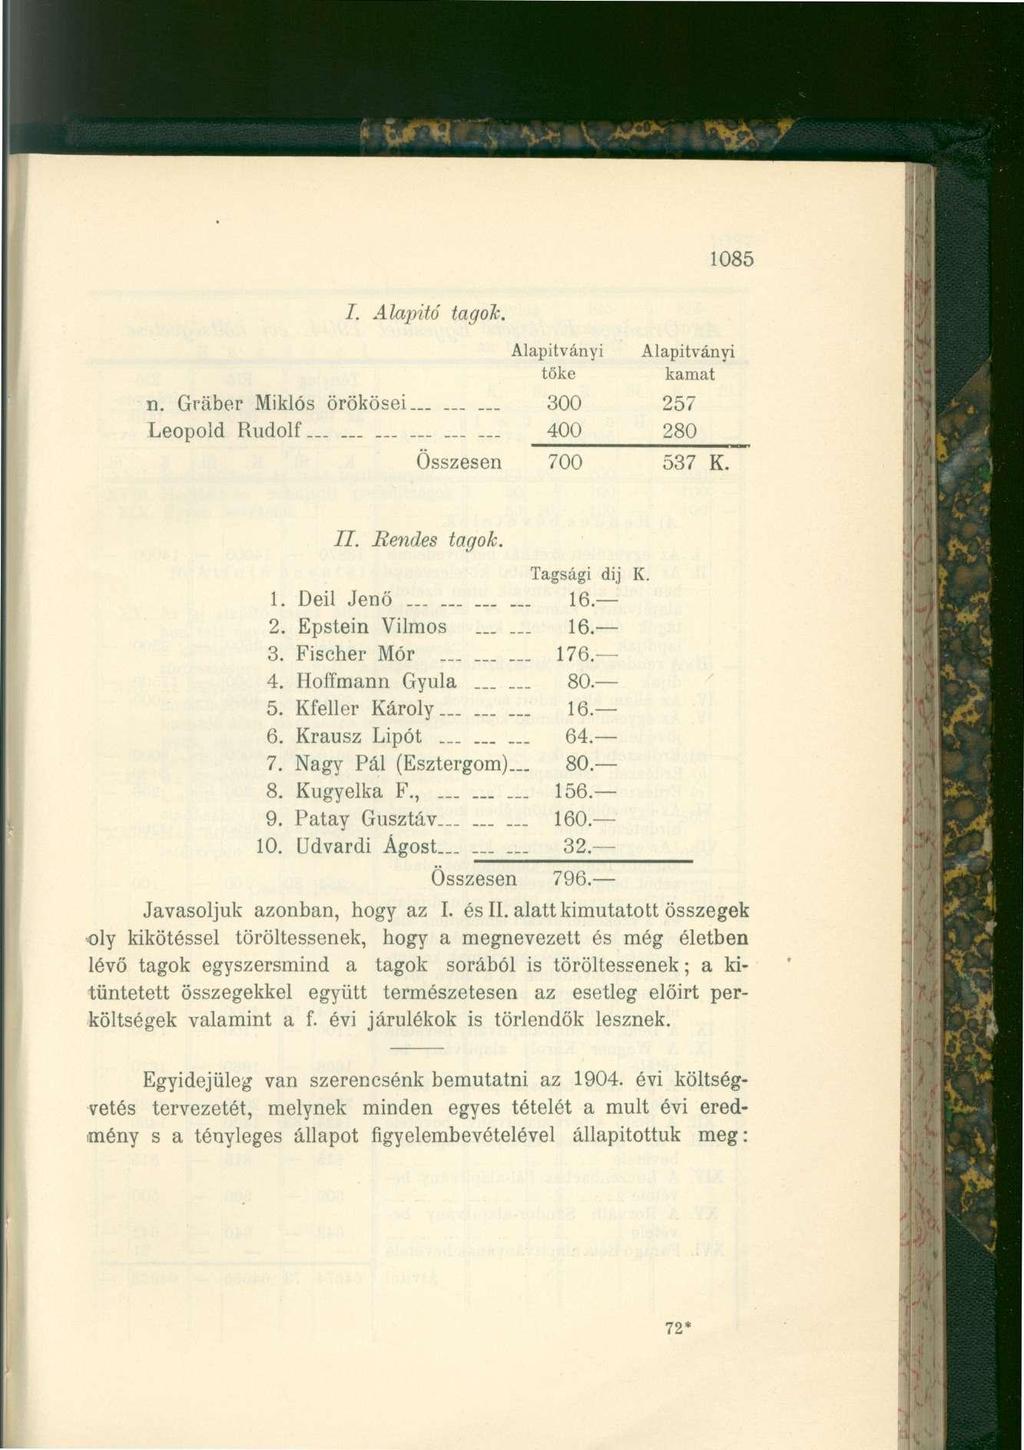 1085
I. Alapitó tagok.
Alapitványi Alapitványi
tőke kamat
n. Gräber Miklós örökösei 300 257
Leopold Rudolf 400 280
Összesen 700 537 K.
II. Rendes tagok.
Tagsági dij K.
1. Deil Jenő 16.—
2. Epstein Vilmos 16.—
3. Fischer Mór 176.—
4. Hoffmann Gyula 80.—
5. Kfeller Károly 16.—
6. Krausz Lipót 64.—
7. Nagy Pál (Esztergom) 80.—
8. Kugyelka F., 156.—
9. Patay Gusztáv 160.—
10. Udvardi Ágost 32.—
Összesen 796.—
Javasoljuk azonban, hogy az I. és II. alatt kimutatott összegek
oly kikötéssel töröltessenek, hogy a megnevezett és még életben
lévő tagok egyszersmind a tagok sorából is töröltessenek; a ki-
tüntetett összegekkel együtt természetesen az esetleg előirt per-
költségek valamint a f. évi járulékok is törlendők lesznek.
Egyidejüleg van szerencsénk bemutatni az 1904. évi költség-
vetés tervezetét, melynek minden egyes tételét a mult évi ered-
mény s a tényleges állapot figyelembevételével állapitottuk meg:
72*